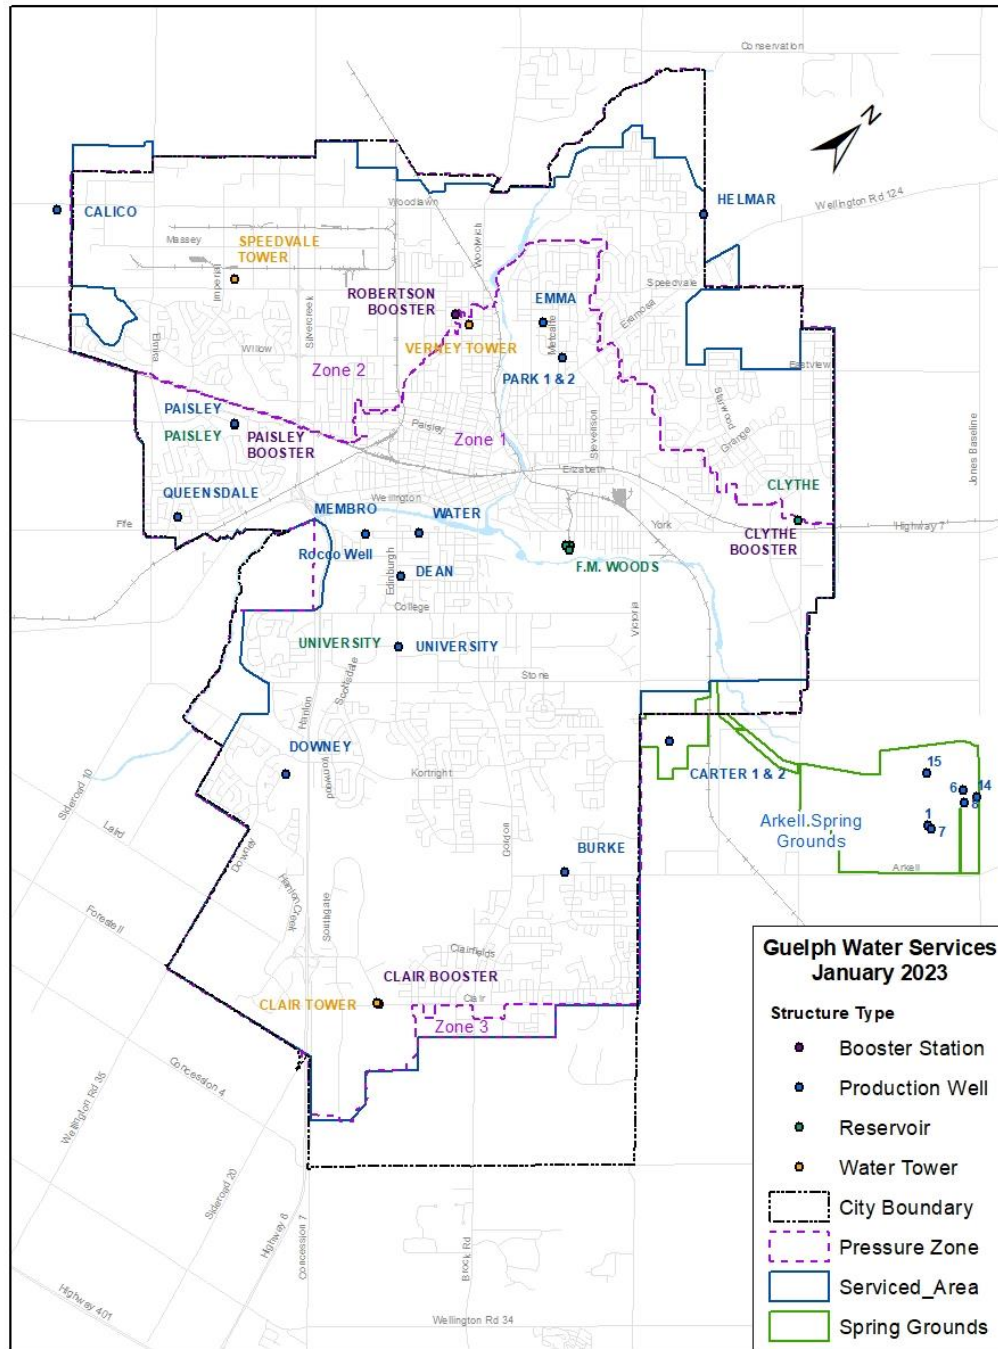 Conservation
N
HELMAR
Wellington Rd 124
CALICO
Woodlawn
Massey
SPEEDVALE
TOWER
Woolwich
Imperial
Speedvale
ROBERTSON
BOOSTER
EMMA
Eramosa
Silvercreek
Metcalfe
VERNEY TOWER
Elmira
Willow
Zone 2
PARK 1 & 2
Eastview
Starwood
PAISLEY
Paisley
Stevenson
Grange
PAISLEY
PAISLEY
BOOSTER
Zone 1
Jones Baseline
Elizabeth
CLYTHE
QUEENSDALE
Wellington
MEMBRO
WATER
York
Highway 7
Ffe
CLYTHE
BOOSTER
Rocco Well
Edinburgh
DEAN
F.M. WOODS
College
Victoria
UNIVERSITY
UNIVERSITY
Scottsdale
Stone
Hanlon
DOWNEY
Ironwood
Kortright
CARTER 1 & 2
15
6
14
8
Sideroad 10
1
7
Arkell Spring
Grounds
Laird
Gordon
Downey
BURKE
Arkell
Hanlon Creek
Southgate
Forestell
Clairfields
CLAIR BOOSTER
CLAIR TOWER
Clair
Zone 3
Concession 4
Wellington Rd 35
Sideroad 20
Highway 6
Concession 7
Brock Rd
Highway 401
Wellington Rd 34
Guelph Water Services
January 2023
Structure Type
Booster Station
Production Well
Reservoir
Water Tower
City Boundary
Pressure Zone
Serviced_Area
Spring Grounds